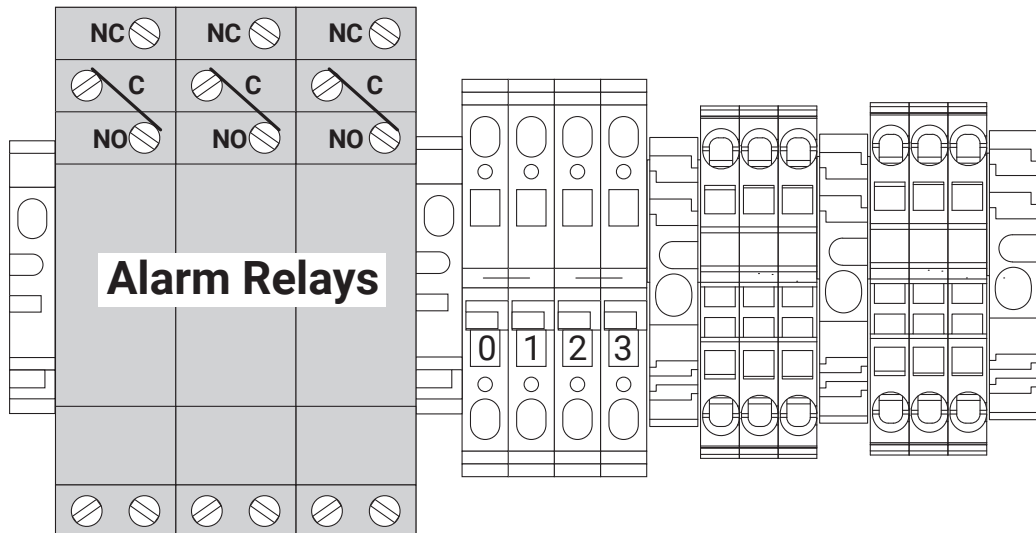 NC NC NC
C C C
NO NO NO
Alarm Relays
0 1 2 3